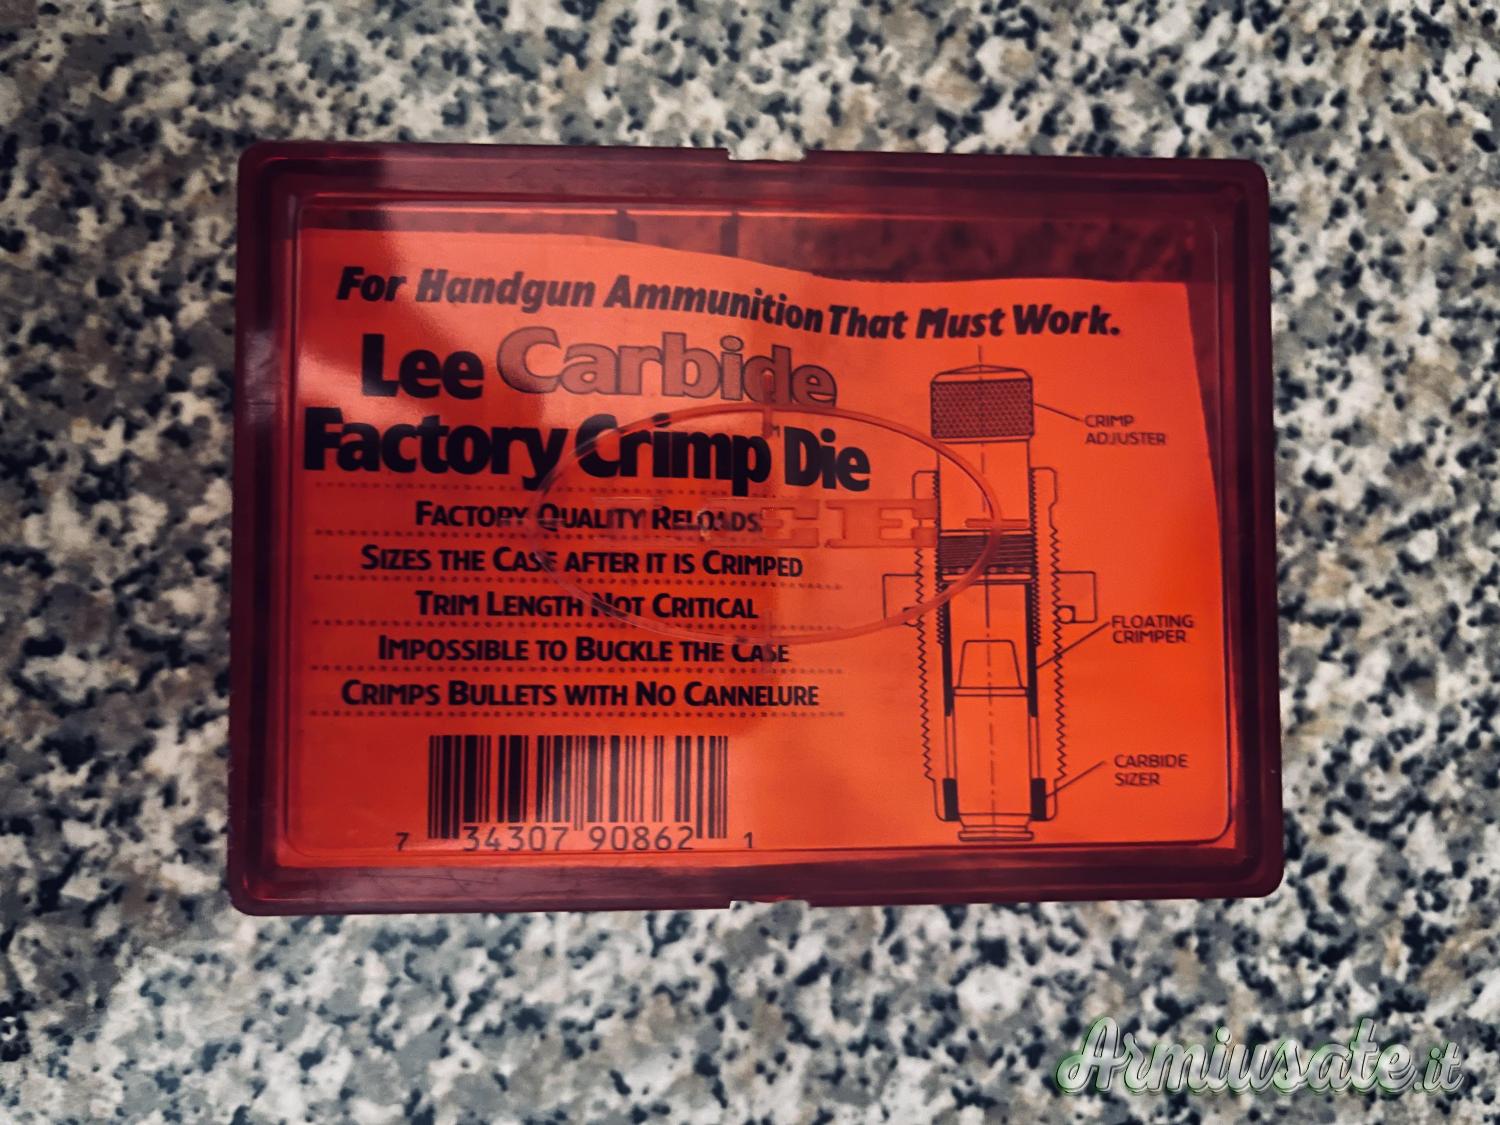 For Handgun Ammunition That Must Work.
Lee Carbide
Factory Crimp Die
TM
FACTORY QUALITY RELOADS
SIZES THE CASE AFTER IT IS CRIMPED
TRIM LENGTH NOT CRITICAL
IMPOSSIBLE TO BUCKLE THE CASE
CRIMPS BULLETS WITH NO CANNELURE
7 34307 90862 1
CRIMP
ADJUSTER
FLOATING
CRIMPER
CARBIDE
SIZER
LEE
Armiusate.it